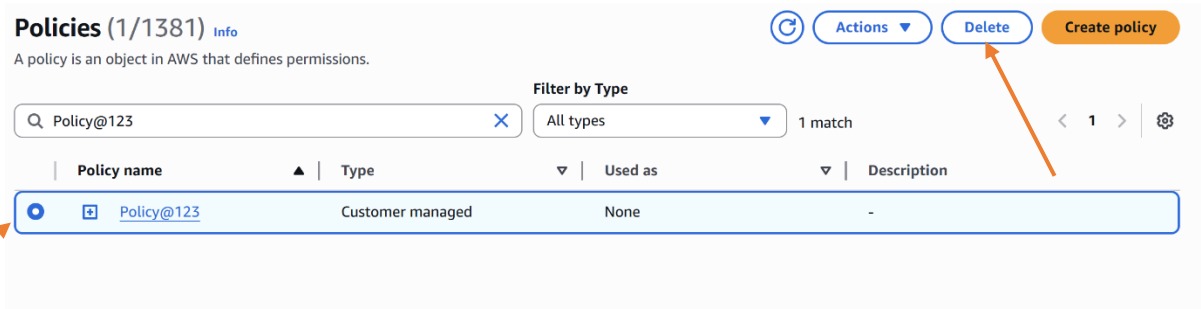 Policies (1/1381) Info
Actions
Delete
Create policy
A policy is an object in AWS that defines permissions.
Filter by Type
Policy@123
All types
1 match
1
Policy name Type Used as Description
Policy@123 Customer managed None -